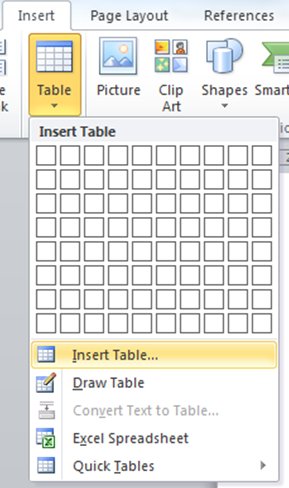 Insert Page Layout References
Table Picture Clip Art Shapes Smart
Insert Table
Insert Table...
Draw Table
Convert Text to Table...
Excel Spreadsheet
Quick Tables